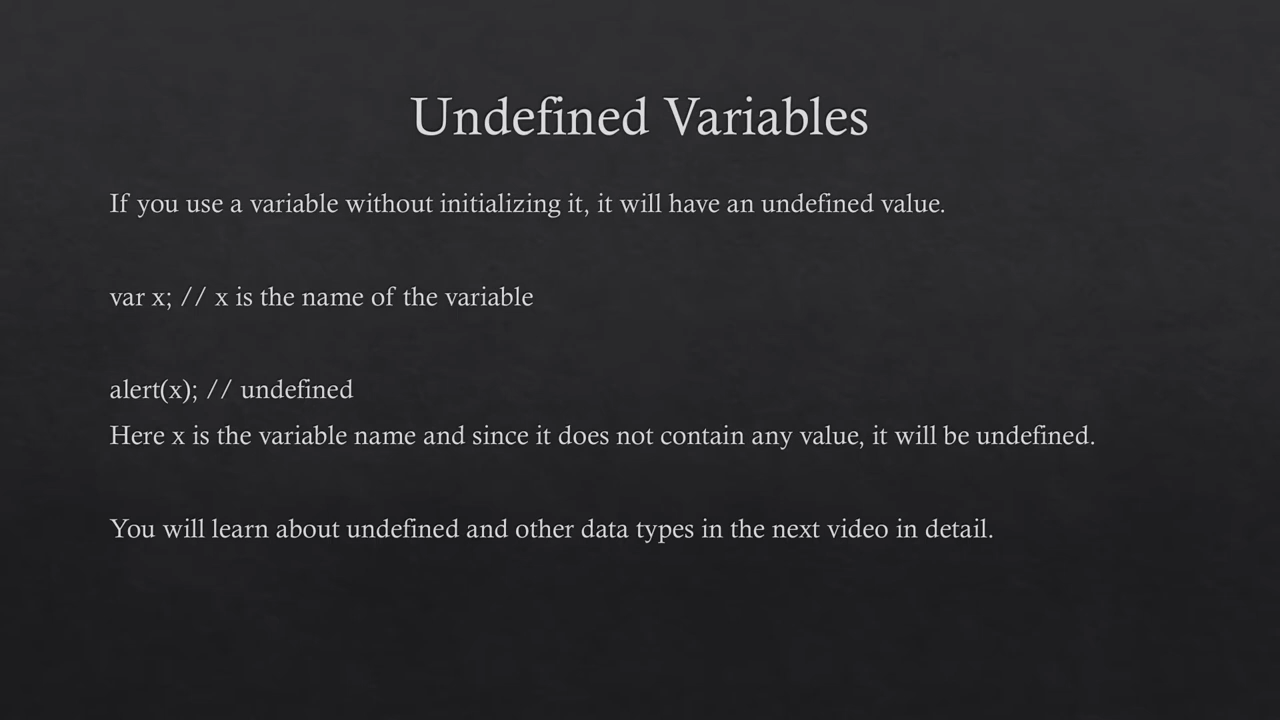 Undefined Variables
If you use a variable without initializing it, it will have an undefined value.
var x; // x is the name of the variable
alert(x); // undefined
Here x is the variable name and since it does not contain any value, it will be undefined.
You will learn about undefined and other data types in the next video in detail.